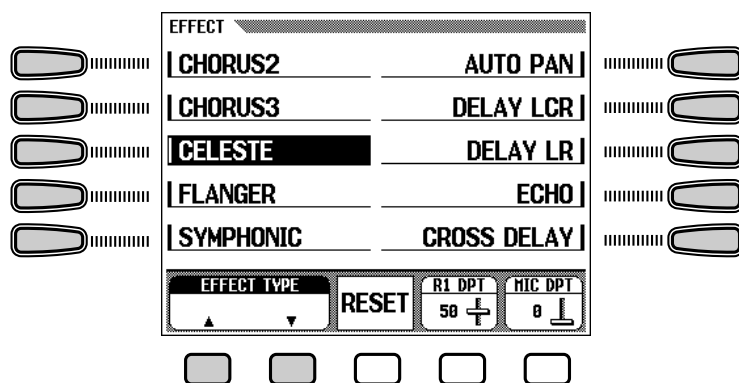 EFFECT
CHORUS2 AUTO PAN
CHORUS3 DELAY LCR
CELESTE DELAY LR
FLANGER ECHO
SYMPHONIC CROSS DELAY
EFFECT TYPE R1 DPT MIC DPT
▲ ▼ RESET 50 0